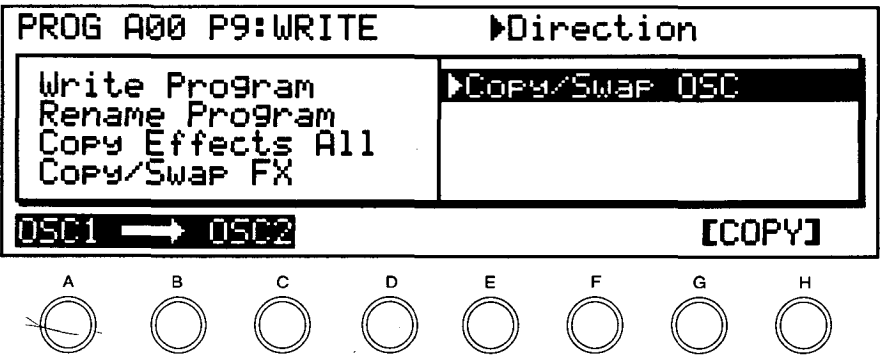 PROG A00 P9:WRITE ▶Direction
Write Program
Rename Program
Copy Effects All
Copy/Swap FX
▶Copy/Swap OSC
OSC1 → OSC2 [COPY]
A B C D E F G H